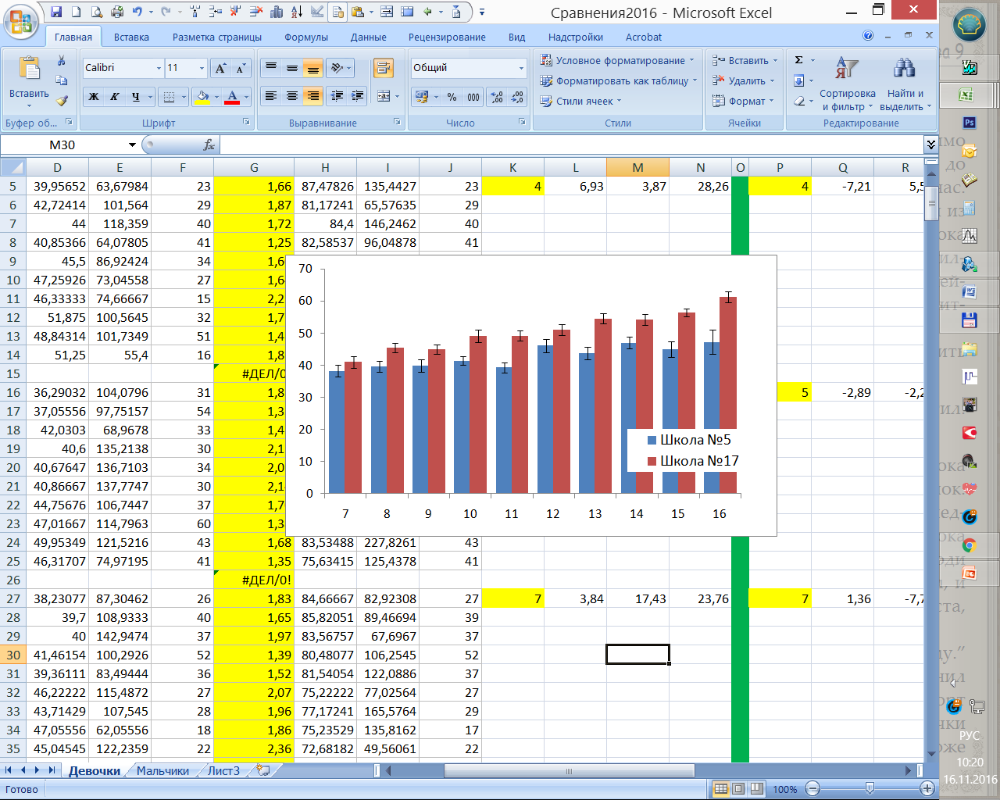 Сравнения2016 - Microsoft Excel
Главная Вставка Разметка страницы Формулы Данные Рецензирование Вид Надстройки Acrobat
Вставить
Буфер об...
Calibri 11
Ж К Ч
Шрифт
Выравнивание
Общий
% 000
Число
Условное форматирование
Форматировать как таблицу
Стили ячеек
Стили
Вставить
Удалить
Формат
Ячейки
Σ
Сортировка и фильтр
Найти и выделить
Редактирование
M30 fx
D E F G H I J K L M N O P Q R
5 39,95652 63,67984 23 1,66 87,47826 135,4427 23 4 6,93 3,87 28,26 4 -7,21 5,5
6 42,72414 101,564 29 1,87 81,17241 65,57635 29
7 44 118,359 40 1,72 84,4 146,2462 40
8 40,85366 64,07805 41 1,25 82,58537 96,04878 41
9 45,5 86,92424 34 1,6
10 47,25926 73,04558 27 1,6
11 46,33333 74,66667 15 2,2
12 51,875 100,5645 32 1,7
13 48,84314 101,7349 51 1,4
14 51,25 55,4 16 1,8
15 #ДЕЛ/0
16 36,29032 104,0796 31 1,8 5 -2,89 -2,2
17 37,05556 97,75157 54 1,3
18 42,0303 68,9678 33 1,4
19 40,6 135,2138 30 2,1
20 40,67647 136,7103 34 2,0
21 40,86667 137,7747 30 2,1
22 44,75676 106,7447 37 1,7
23 47,01667 114,7963 60 1,3
24 49,95349 121,5216 43 1,68 83,53488 227,8261 43
25 46,31707 74,97195 41 1,35 75,63415 125,4378 41
26 #ДЕЛ/0!
27 38,23077 87,30462 26 1,83 84,66667 82,92308 27 7 3,84 17,43 23,76 7 1,36 -7,7
28 39,7 108,9333 40 1,65 85,82051 89,46694 39
29 40 142,9474 37 1,97 83,56757 67,6967 37
30 41,46154 100,2926 52 1,39 80,48077 106,2545 52
31 39,36111 83,49444 36 1,52 81,54054 122,0886 37
32 46,22222 115,4872 27 2,07 75,22222 77,02564 27
33 43,71429 107,545 28 1,96 77,17241 165,5764 29
34 47,05556 62,05556 18 1,86 75,23529 135,8162 17
35 45,04545 122,2359 22 2,36 72,68182 49,56061 22
70
60
50
40
30
20
10
0
7 8 9 10 11 12 13 14 15 16
Школа №5
Школа №17
Девочки Мальчики Лист3
Готово
100%
РУС
10:20
16.11.2016